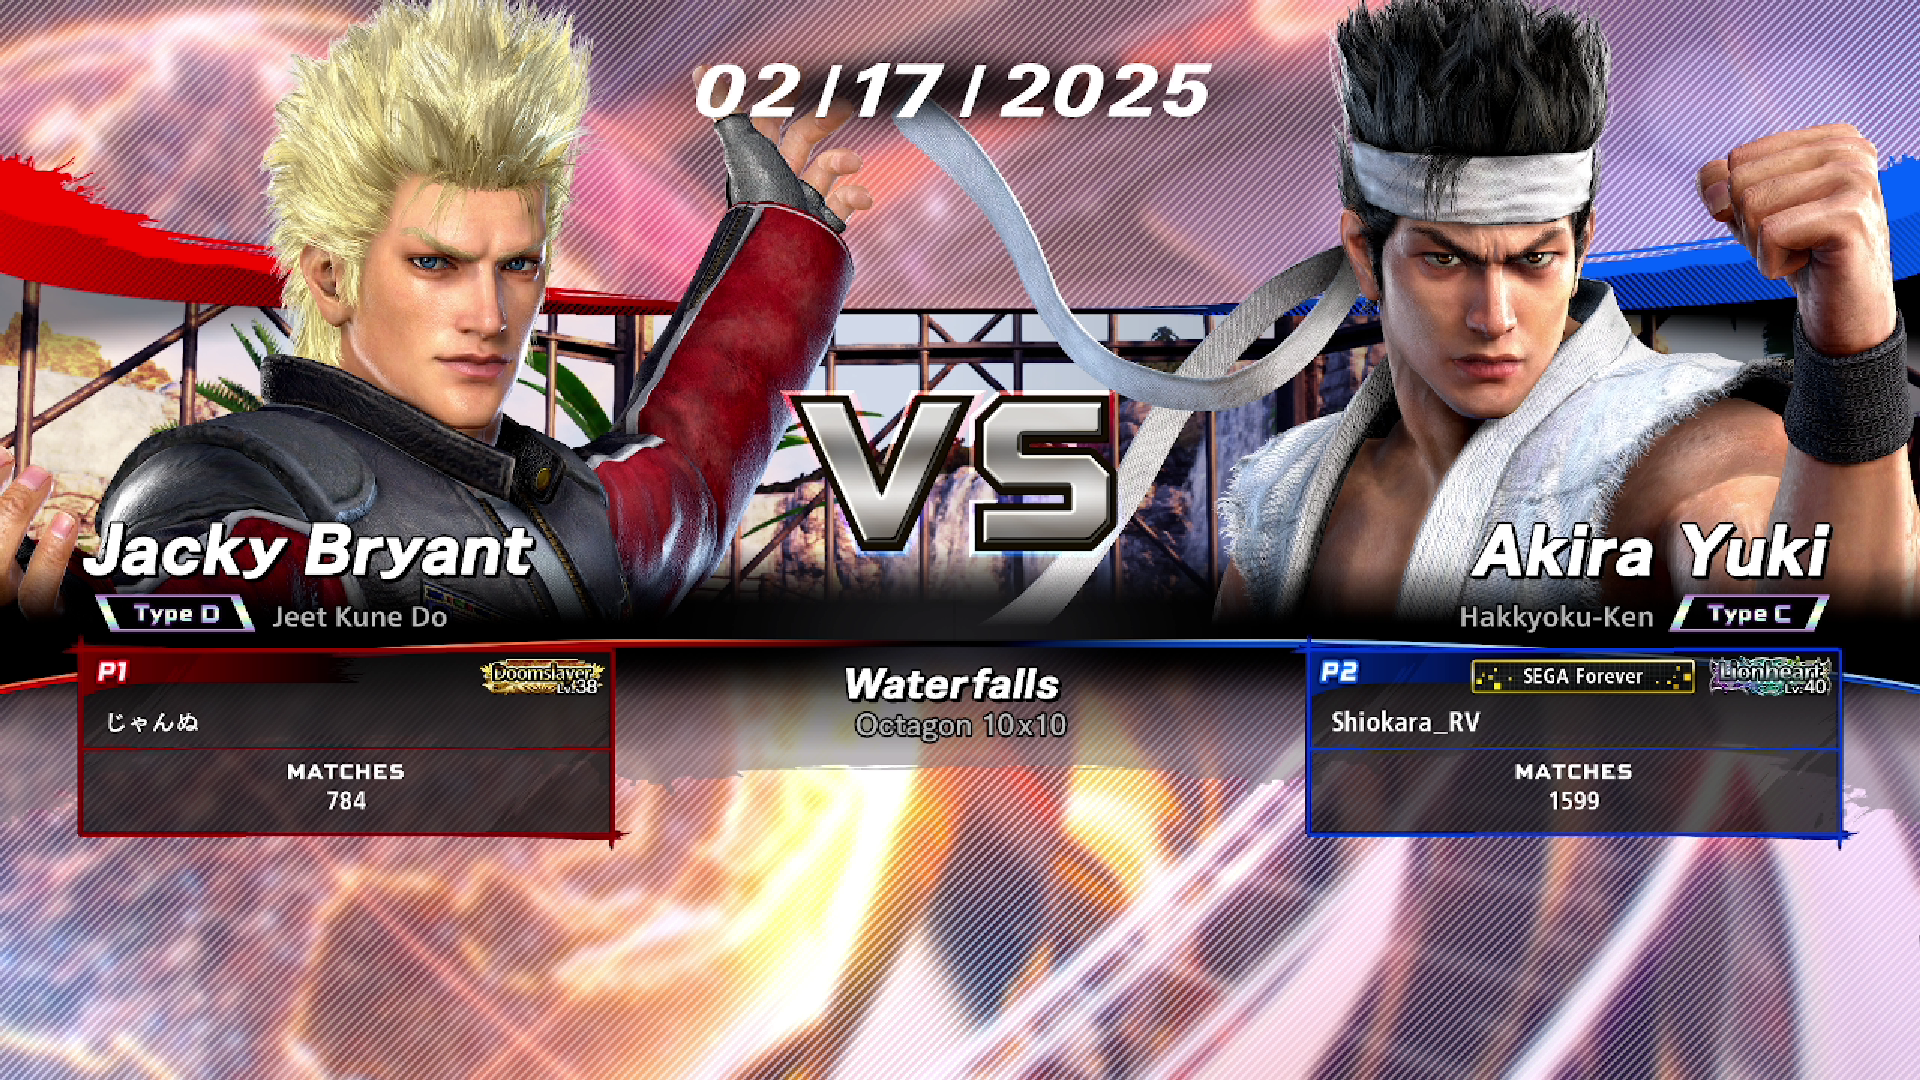 02/17/2025
VS
Jacky Bryant
Type D Jeet Kune Do
Akira Yuki
Hakkyoku-Ken Type C
P1 Doomslayer Lv.38
じゃんぬ
MATCHES
784
Waterfalls
Octagon 10x10
P2 SEGA Forever Lionheart Lv.40
Shiokara_RV
MATCHES
1599